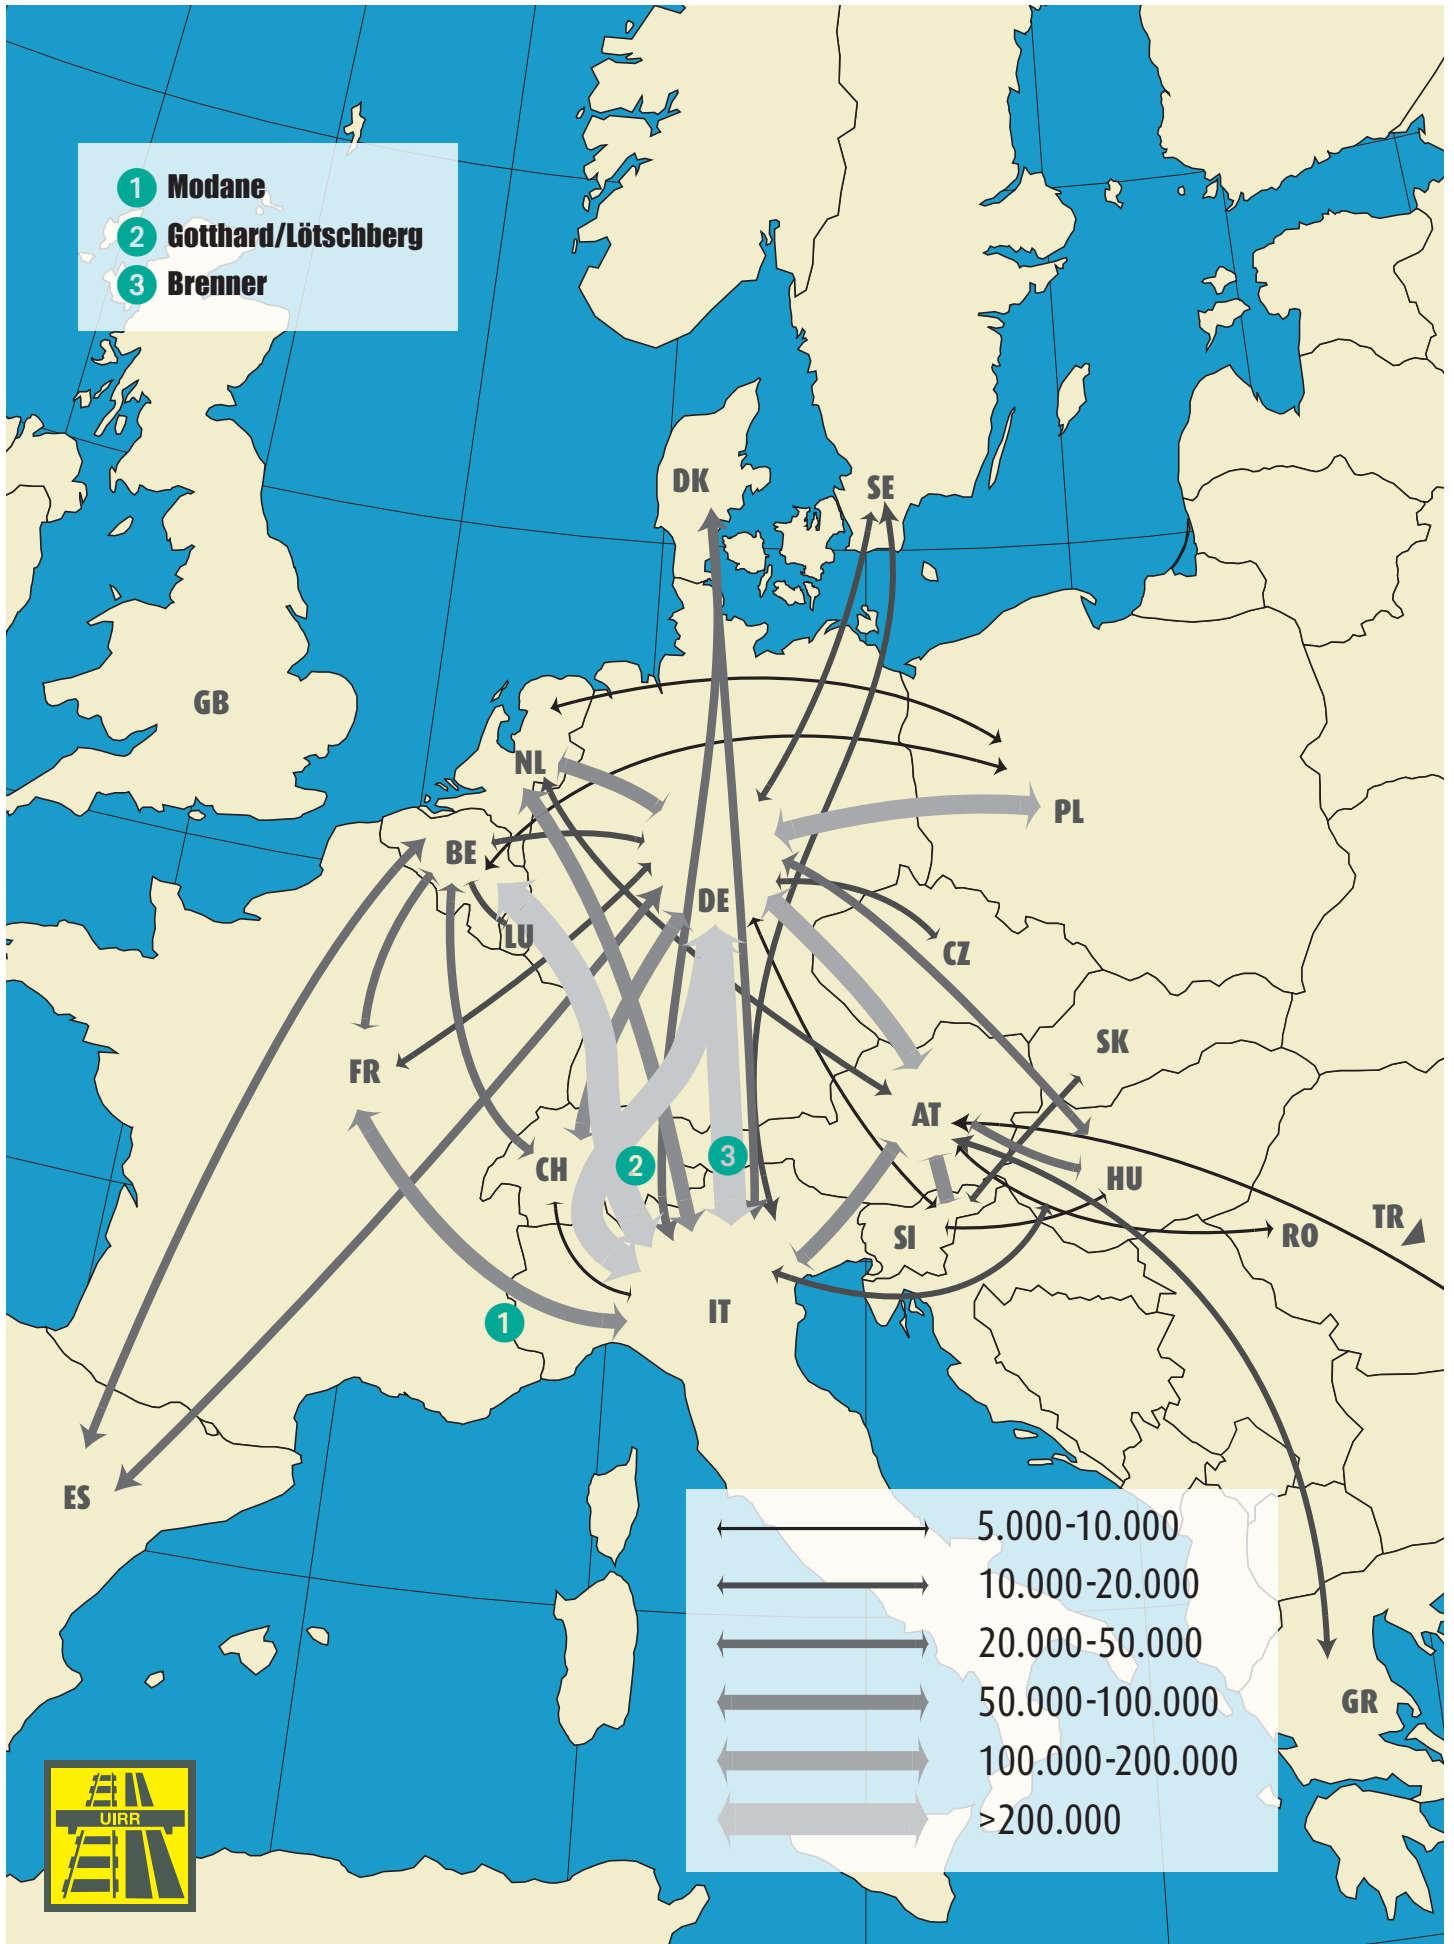 1 Modane
2 Gotthard/Lötschberg
3 Brenner
DK
SE
GB
NL
PL
BE
DE
LU
CZ
SK
FR
AT
CH
2
3
HU
TR
SI
RO
1
IT
ES
5.000-10.000
10.000-20.000
20.000-50.000
50.000-100.000
100.000-200.000
>200.000
GR
UIRR